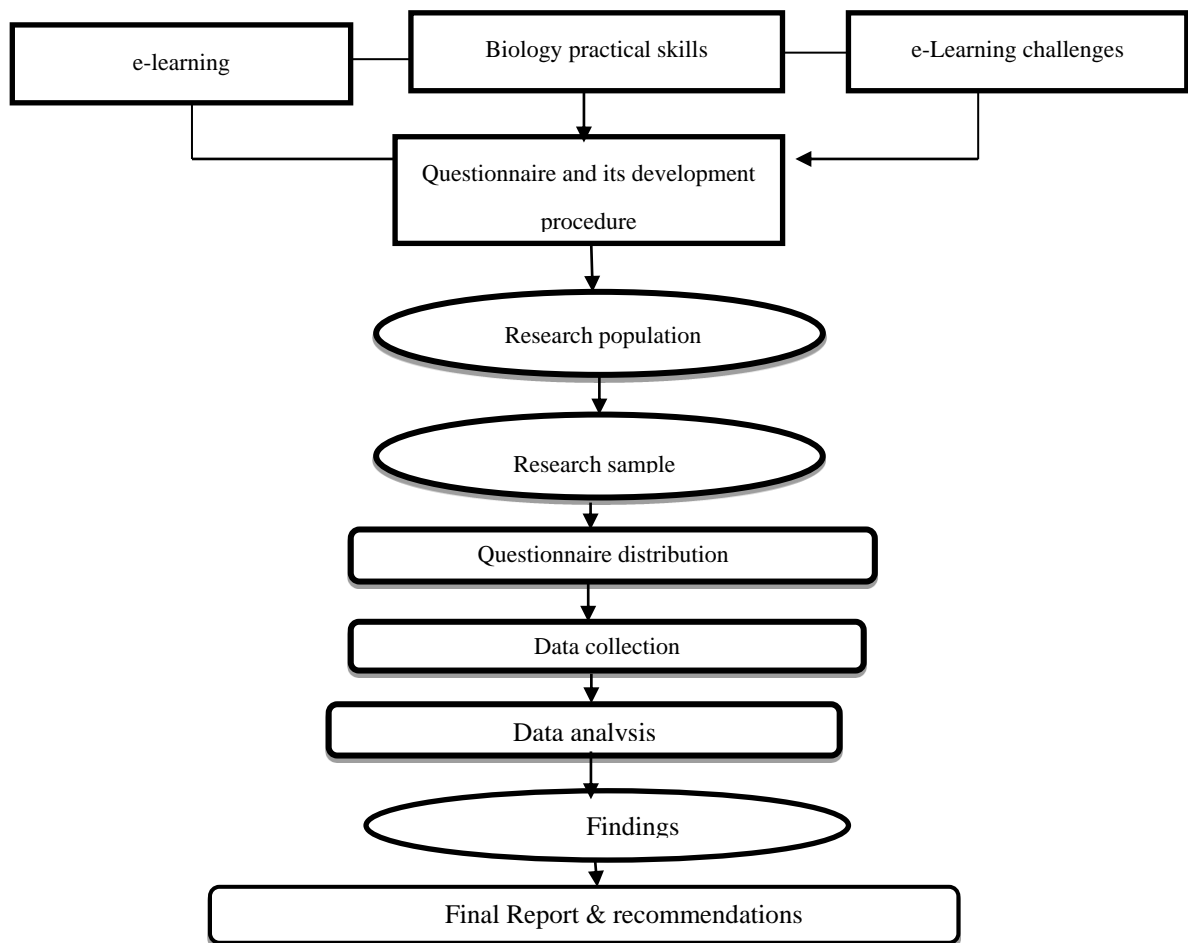 e-learning
Biology practical skills
e-Learning challenges
Questionnaire and its development
procedure
Research population
Research sample
Questionnaire distribution
Data collection
Data analysis
Findings
Final Report & recommendations